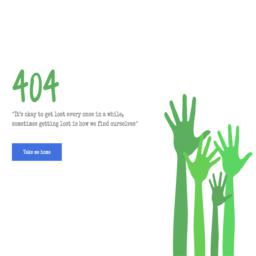 404
"It's okay to get lost every once in a while,
sometimes getting lost is how we find ourselves"
Take me home